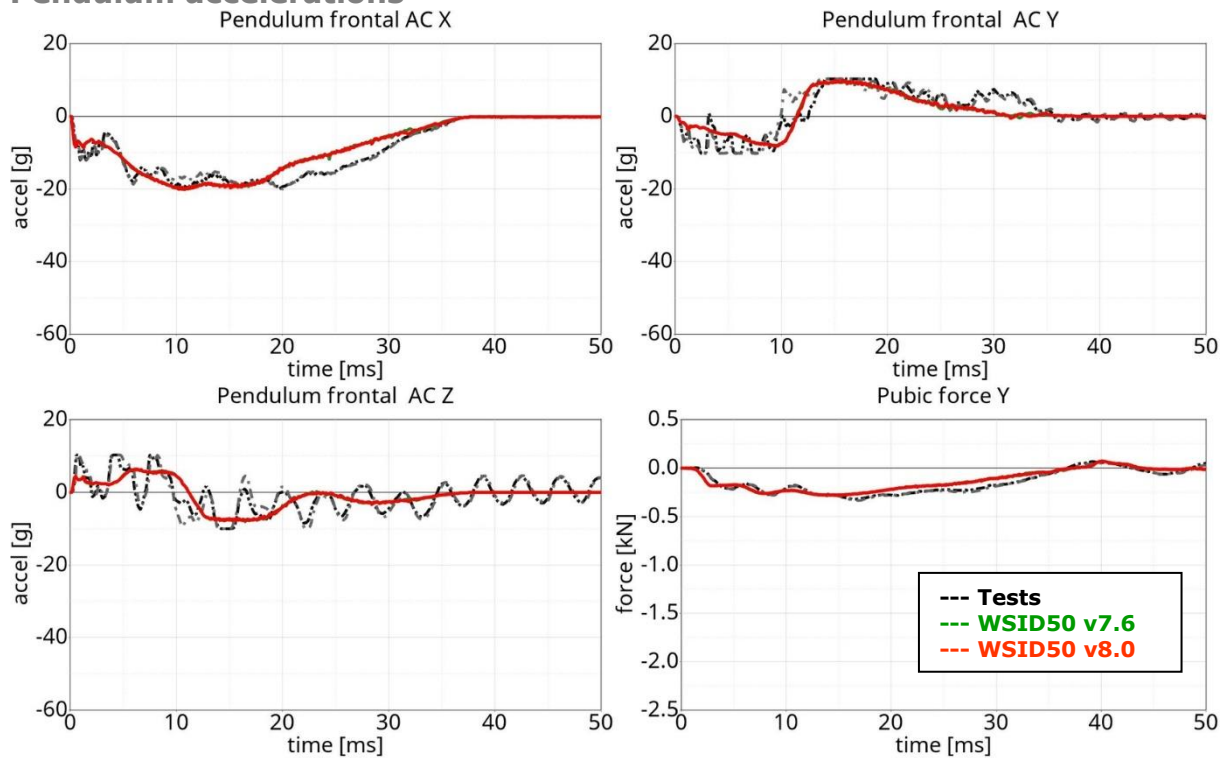 Pendulum accelerations
Pendulum frontal AC X
20
0
-20
-40
-60
accel [g]
0 10 20 30 40 50
time [ms]
Pendulum frontal AC Y
20
0
-20
-40
-60
accel [g]
0 10 20 30 40 50
time [ms]
Pendulum frontal AC Z
20
0
-20
-40
-60
accel [g]
0 10 20 30 40 50
time [ms]
Pubic force Y
0.5
0.0
-0.5
-1.0
-1.5
-2.0
-2.5
force [kN]
0 10 20 30 40 50
time [ms]
--- Tests
--- WSID50 v7.6
--- WSID50 v8.0